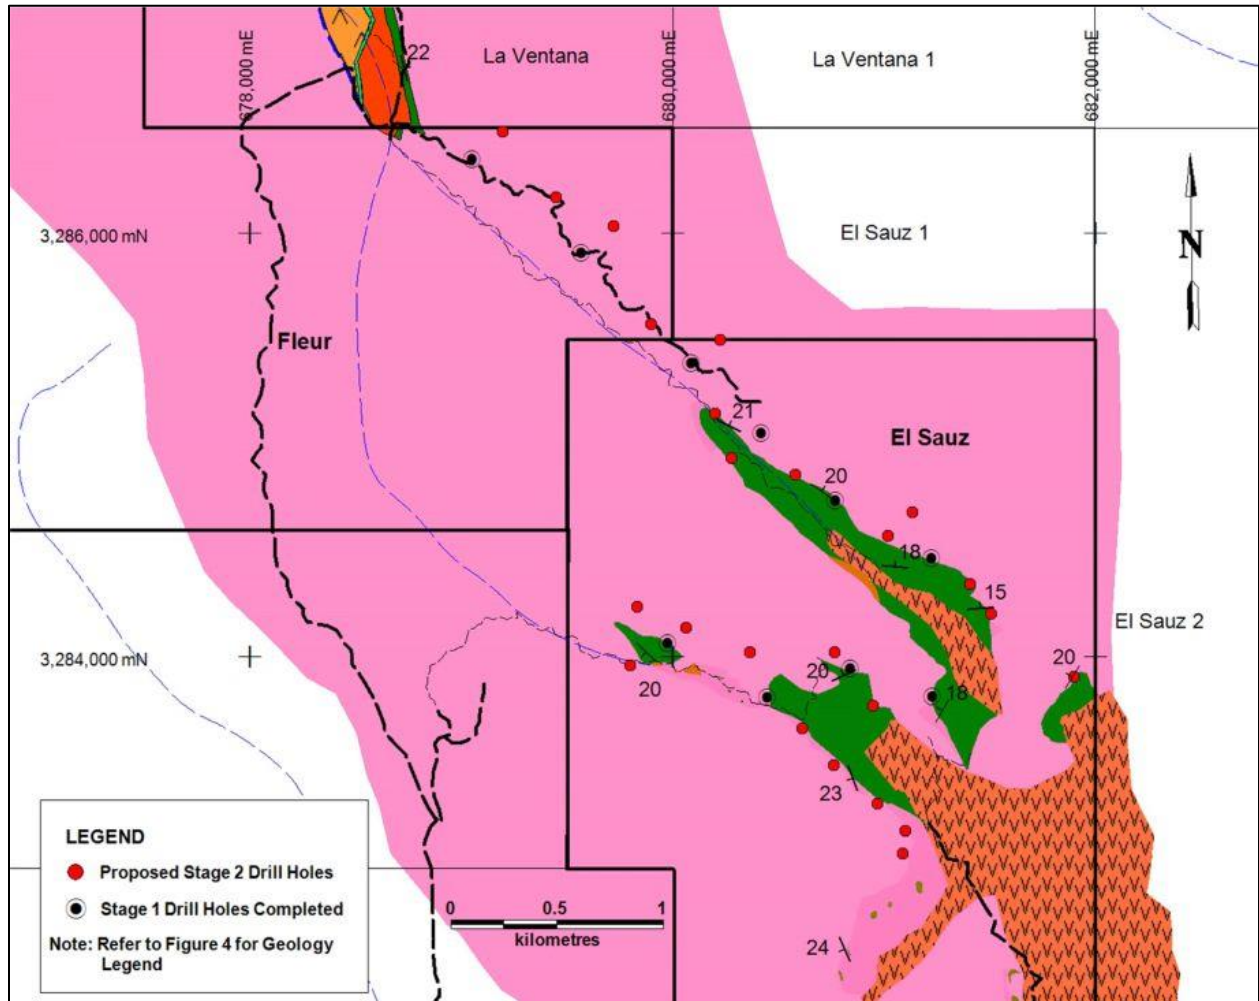 La Ventana
La Ventana 1
678,000 mE
680,000 mE
682,000 mE
22
3,286,000 mN
El Sauz 1
N
Fleur
21
El Sauz
20
18
15
El Sauz 2
3,284,000 mN
20
20
18
20
23
24
LEGEND
Proposed Stage 2 Drill Holes
Stage 1 Drill Holes Completed
Note: Refer to Figure 4 for Geology
Legend
0 0.5 1
kilometres